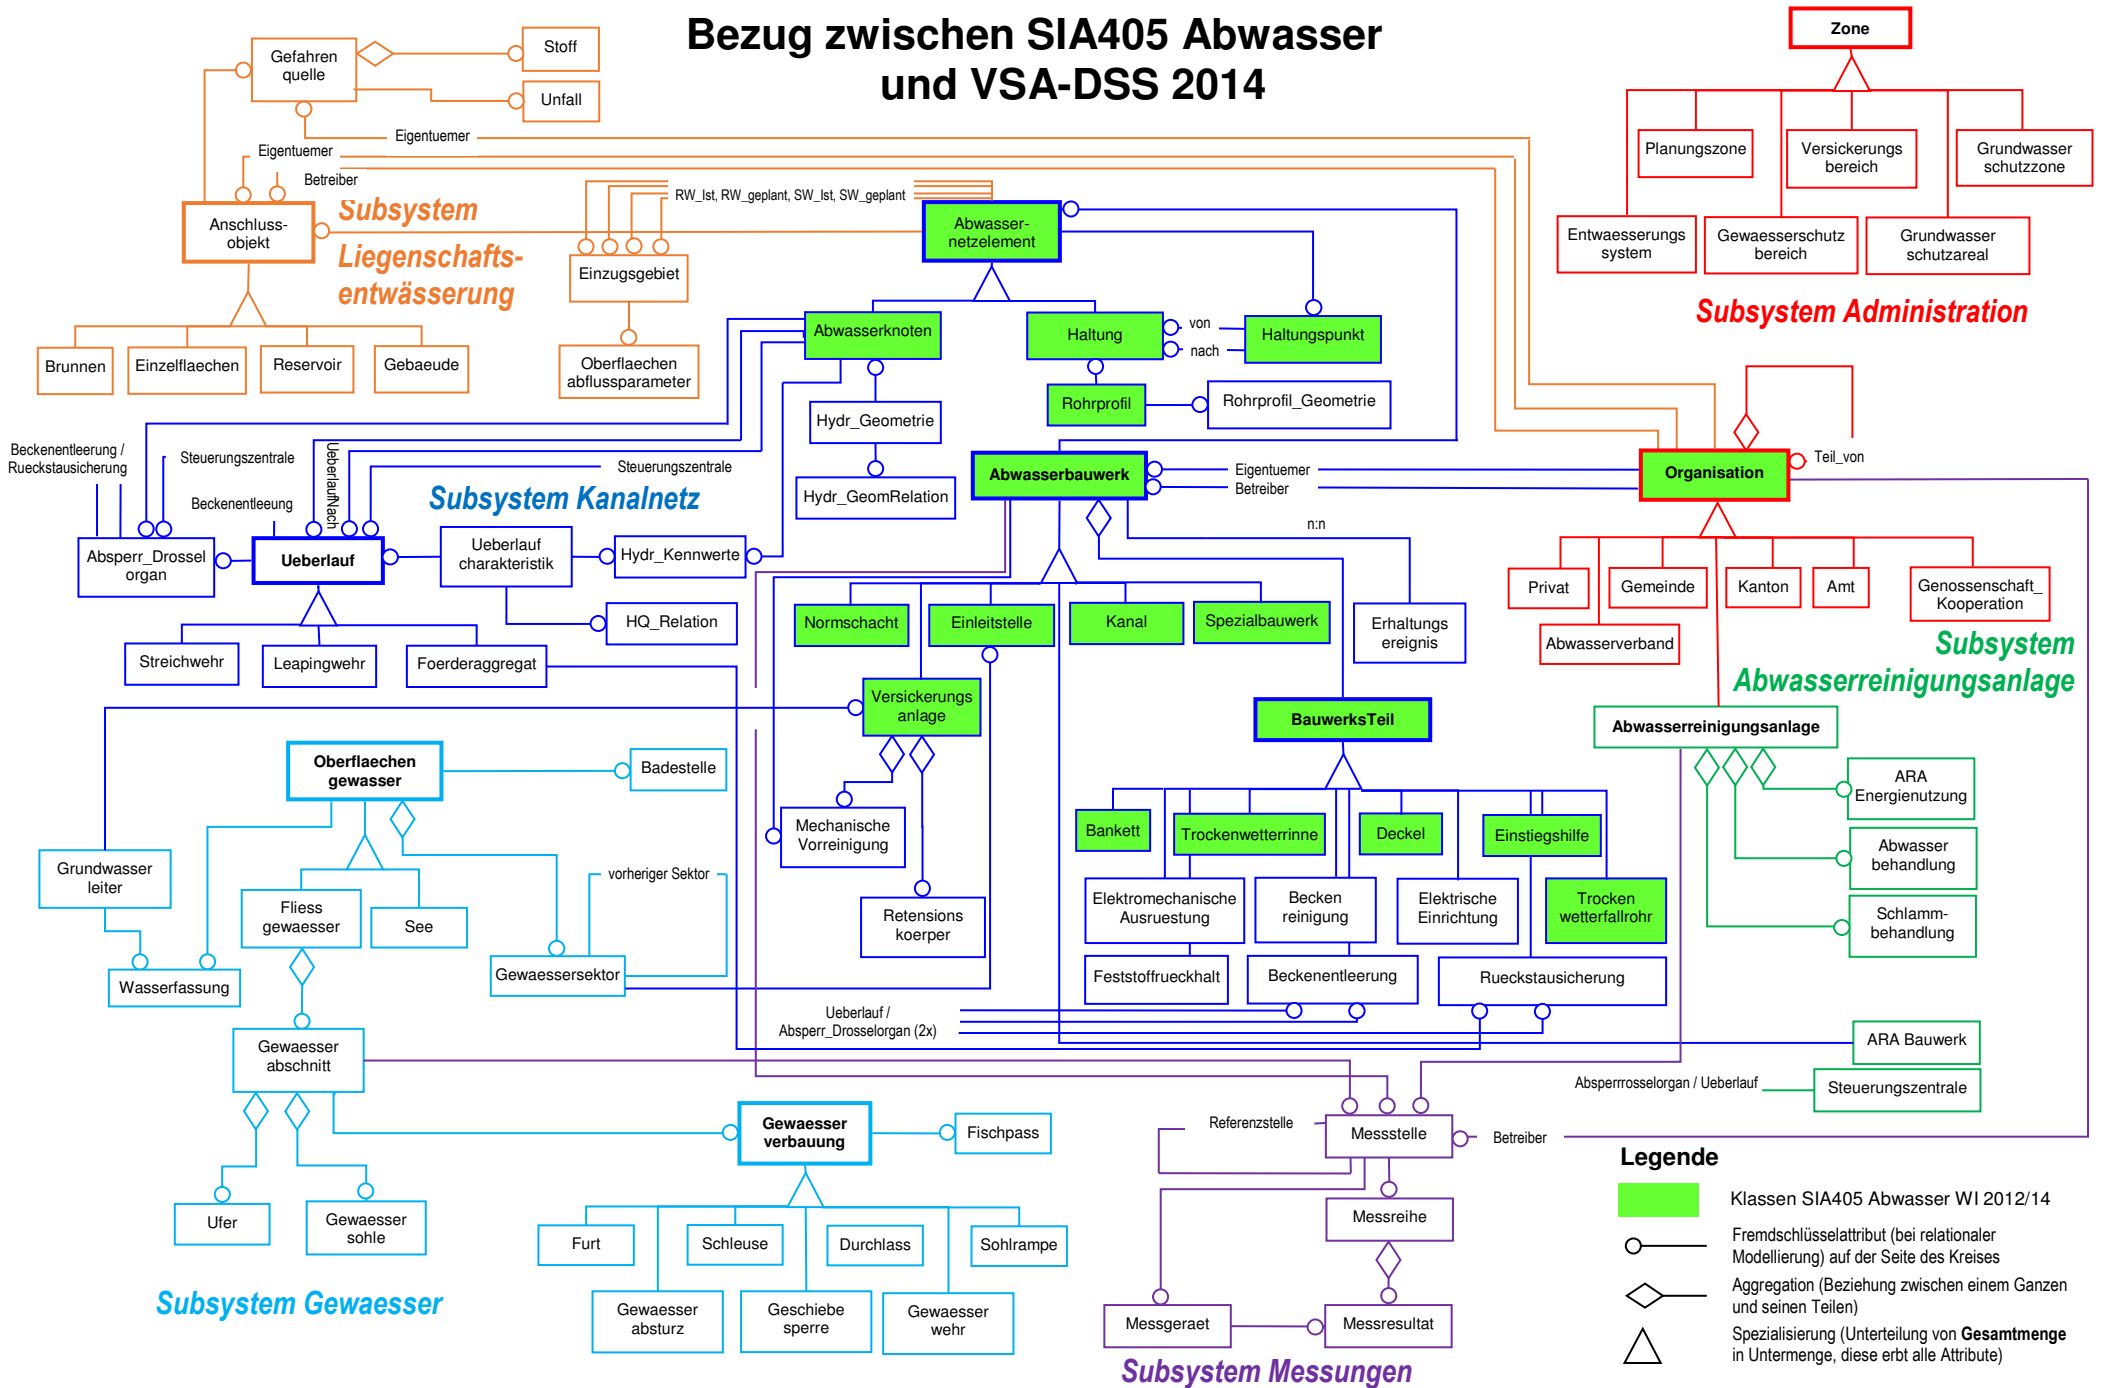 Bezug zwischen SIA405 Abwasser
und VSA-DSS 2014
Zone
Gefahren
quelle
Stoff
Unfall
Eigentuemer
Eigentuemer
Betreiber
Planungszone
Versickerungs
bereich
Grundwasser
schutzzone
Entwaesserungs
system
Gewaesserschutz
bereich
Grundwasser
schutzareal
Subsystem Administration
RW_Ist, RW_geplant, SW_Ist, SW_geplant
Anschluss-
objekt
Subsystem
Liegenschafts-
entwässerung
Abwasser-
netzelement
Einzugsgebiet
Oberflaechen
abflussparameter
Brunnen
Einzelflaechen
Reservoir
Gebaeude
Abwasserknoten
Haltung
von
nach
Haltungspunkt
Rohrprofil
Rohrprofil_Geometrie
Hydr_Geometrie
Hydr_GeomRelation
Beckenentleerung /
Rueckstausicherung
Steuerungszentrale
Beckenentleeung
UeberlaufNach
Steuerungszentrale
Subsystem Kanalnetz
Abwasserbauwerk
Eigentuemer
Betreiber
n:n
Organisation
Teil_von
Absperr_Drossel
organ
Ueberlauf
Ueberlauf
charakteristik
Hydr_Kennwerte
HQ_Relation
Streichwehr
Leapingwehr
Foerderaggregat
Normschacht
Einleitstelle
Kanal
Spezialbauwerk
Erhaltungs
ereignis
Privat
Gemeinde
Kanton
Amt
Genossenschaft_
Kooperation
Abwasserverband
Subsystem
Abwasserreinigungsanlage
Versickerungs
anlage
BauwerksTeil
Abwasserreinigungsanlage
Oberflaechen
gewasser
Badestelle
ARA
Energienutzung
Abwasser
behandlung
Schlamm-
behandlung
Mechanische
Vorreinigung
Retensions
koerper
Bankett
Trockenwetterrinne
Deckel
Einstiegshilfe
Elektromechanische
Ausruestung
Becken
reinigung
Elektrische
Einrichtung
Trocken
wetterfallrohr
Feststoffrueckhalt
Beckenentleerung
Rueckstausicherung
Grundwasser
leiter
Fliess
gewaesser
See
vorheriger Sektor
Wasserfassung
Gewaessersektor
Ueberlauf /
Absperr_Drosselorgan (2x)
Gewaesser
abschnitt
ARA Bauwerk
Absperrrosselorgan / Ueberlauf
Steuerungszentrale
Gewaesser
verbauung
Fischpass
Referenzstelle
Messstelle
Betreiber
Ufer
Gewaesser
sohle
Messreihe
Furt
Schleuse
Durchlass
Sohlrampe
Gewaesser
absturz
Geschiebe
sperre
Gewaesser
wehr
Messgeraet
Messresultat
Subsystem Gewaesser
Subsystem Messungen
Legende
Klassen SIA405 Abwasser WI 2012/14
Fremdschlüsselattribut (bei relationaler
Modellierung) auf der Seite des Kreises
Aggregation (Beziehung zwischen einem Ganzen
und seinen Teilen)
Spezialisierung (Unterteilung von Gesamtmenge
in Untermenge, diese erbt alle Attribute)